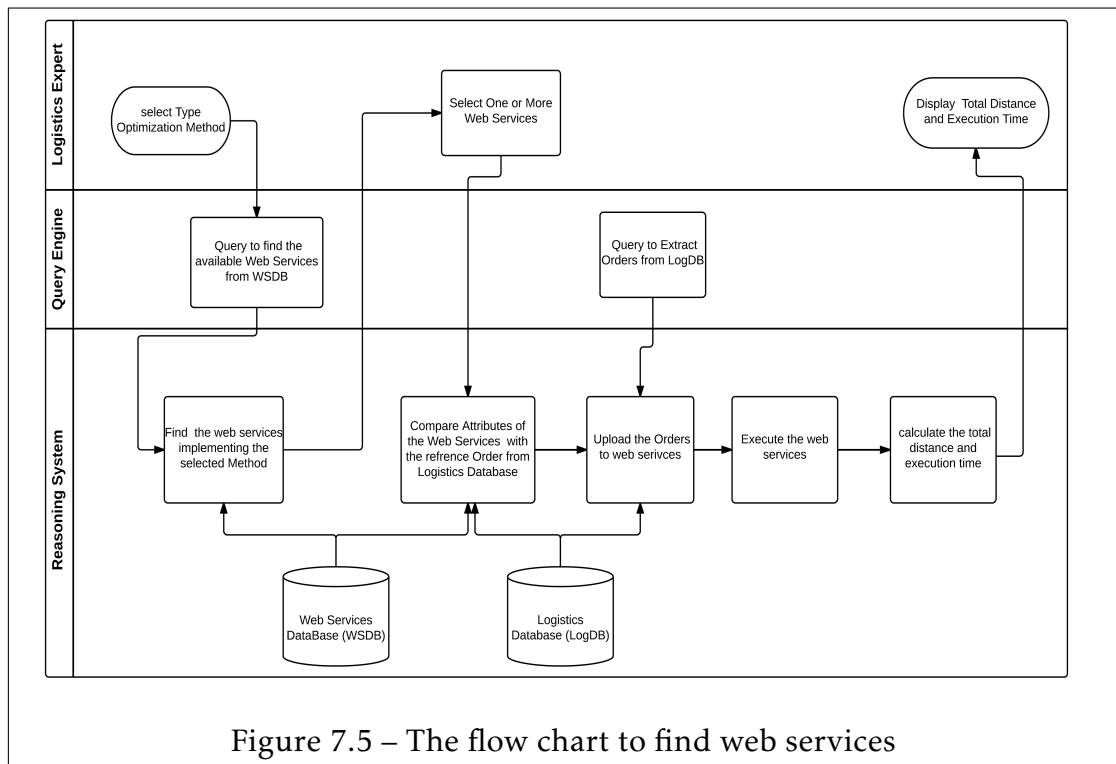 Logistics Expert
select Type
Optimization Method
Select One or More
Web Services
Display Total Distance
and Execution Time
Query Engine
Query to find the
available Web Services
from WSDB
Query to Extract
Orders from LogDB
Reasoning System
Find the web services
implementing the
selected Method
Compare Attributes of
the Web Services with
the refrence Order from
Logistics Database
Upload the Orders
to web serivces
Execute the web
services
calculate the total
distance and
execution time
Web Services
DataBase (WSDB)
Logistics
Database (LogDB)
Figure 7.5 – The flow chart to find web services